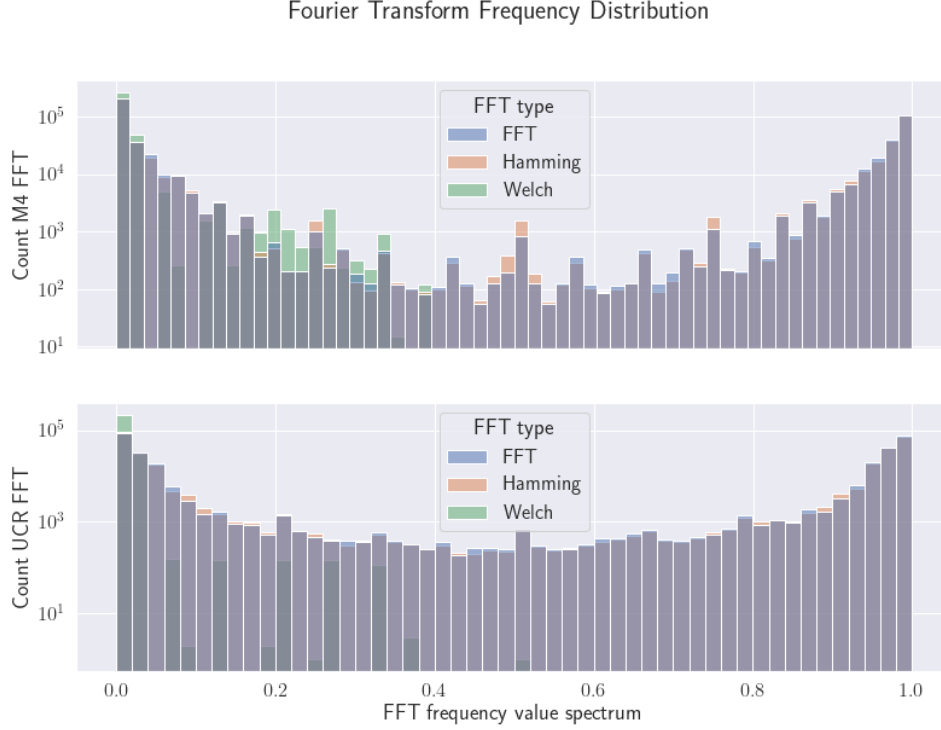 Fourier Transform Frequency Distribution
Count M4 FFT
10^5
10^4
10^3
10^2
10^1
FFT type
FFT
Hamming
Welch
Count UCR FFT
10^5
10^3
10^1
FFT type
FFT
Hamming
Welch
0.0 0.2 0.4 0.6 0.8 1.0
FFT frequency value spectrum